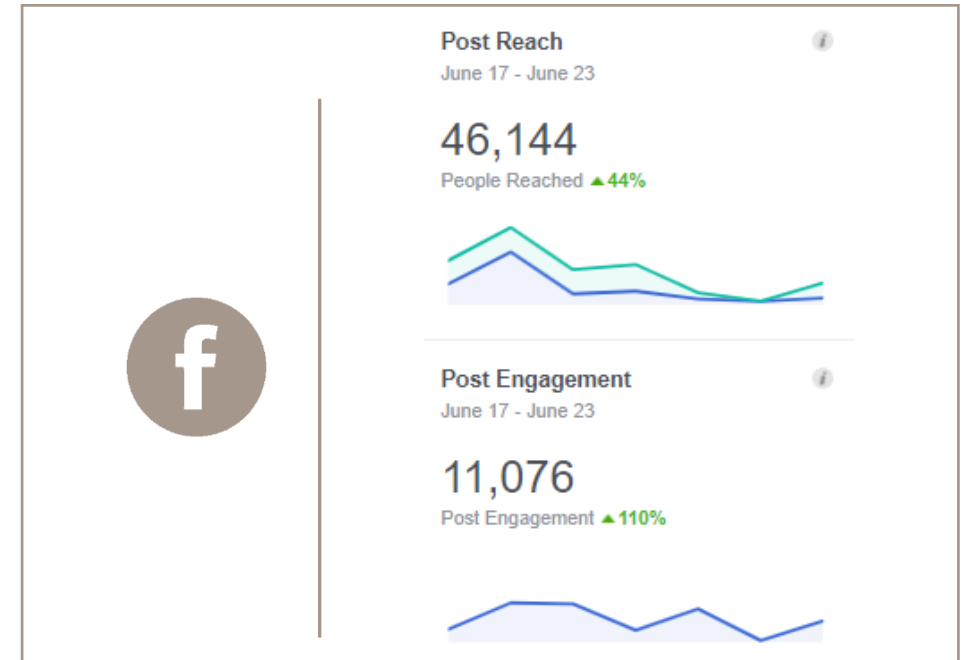 Post Reach
June 17 - June 23
46,144
People Reached ▲ 44%
Post Engagement
June 17 - June 23
11,076
Post Engagement ▲ 110%